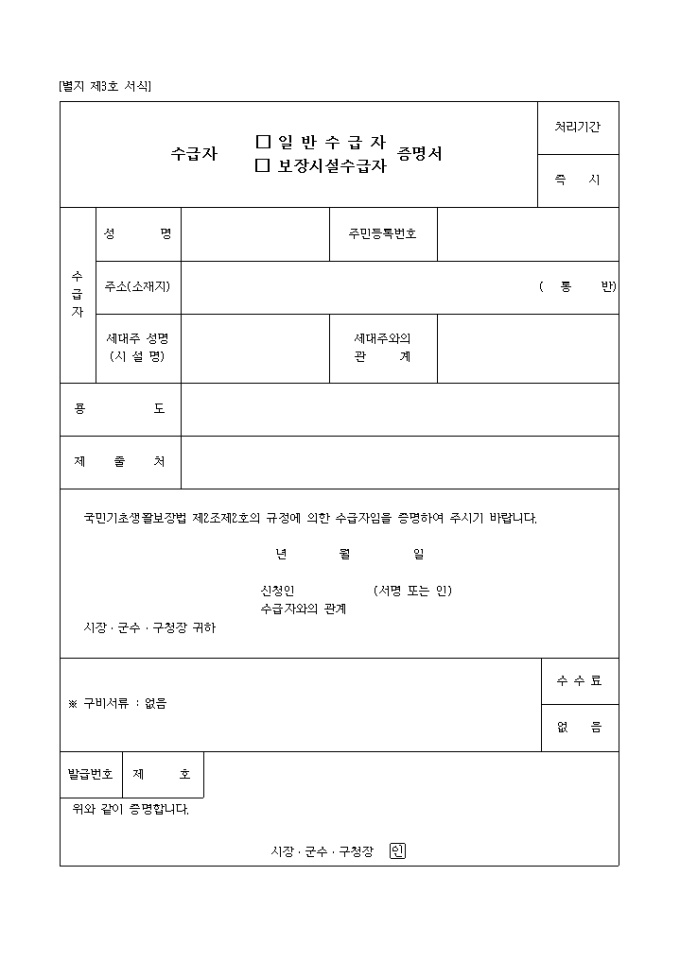 [별지 제3호 서식]
수급자 □ 일 반 수 급 자 증명서
□ 보장시설수급자
처리기간
즉 시
수급자
성 명
주민등록번호
주소(소재지)
( 통 반)
세대주 성명
(시 설 명)
세대주와의
관 계
용 도
제 출 처
국민기초생활보장법 제2조제2호의 규정에 의한 수급자임을 증명하여 주시기 바랍니다.
년 월 일
신청인 (서명 또는 인)
수급자와의 관계
시장 · 군수 · 구청장 귀하
※ 구비서류 : 없음
수 수 료
없 음
발급번호 제 호
위와 같이 증명합니다.
시장 · 군수 · 구청장 인